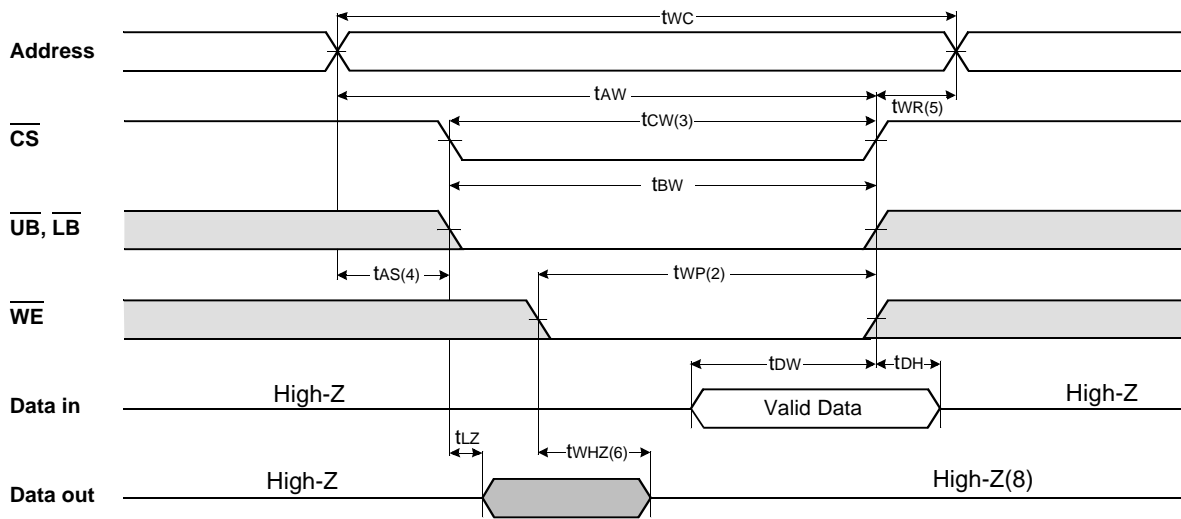 tWC
Address
tAW
tWR(5)
CS
tCW(3)
tBW
UB, LB
tAS(4)
tWP(2)
WE
tDW
tDH
Data in
High-Z
Valid Data
High-Z
tLZ
tWHZ(6)
Data out
High-Z
High-Z(8)